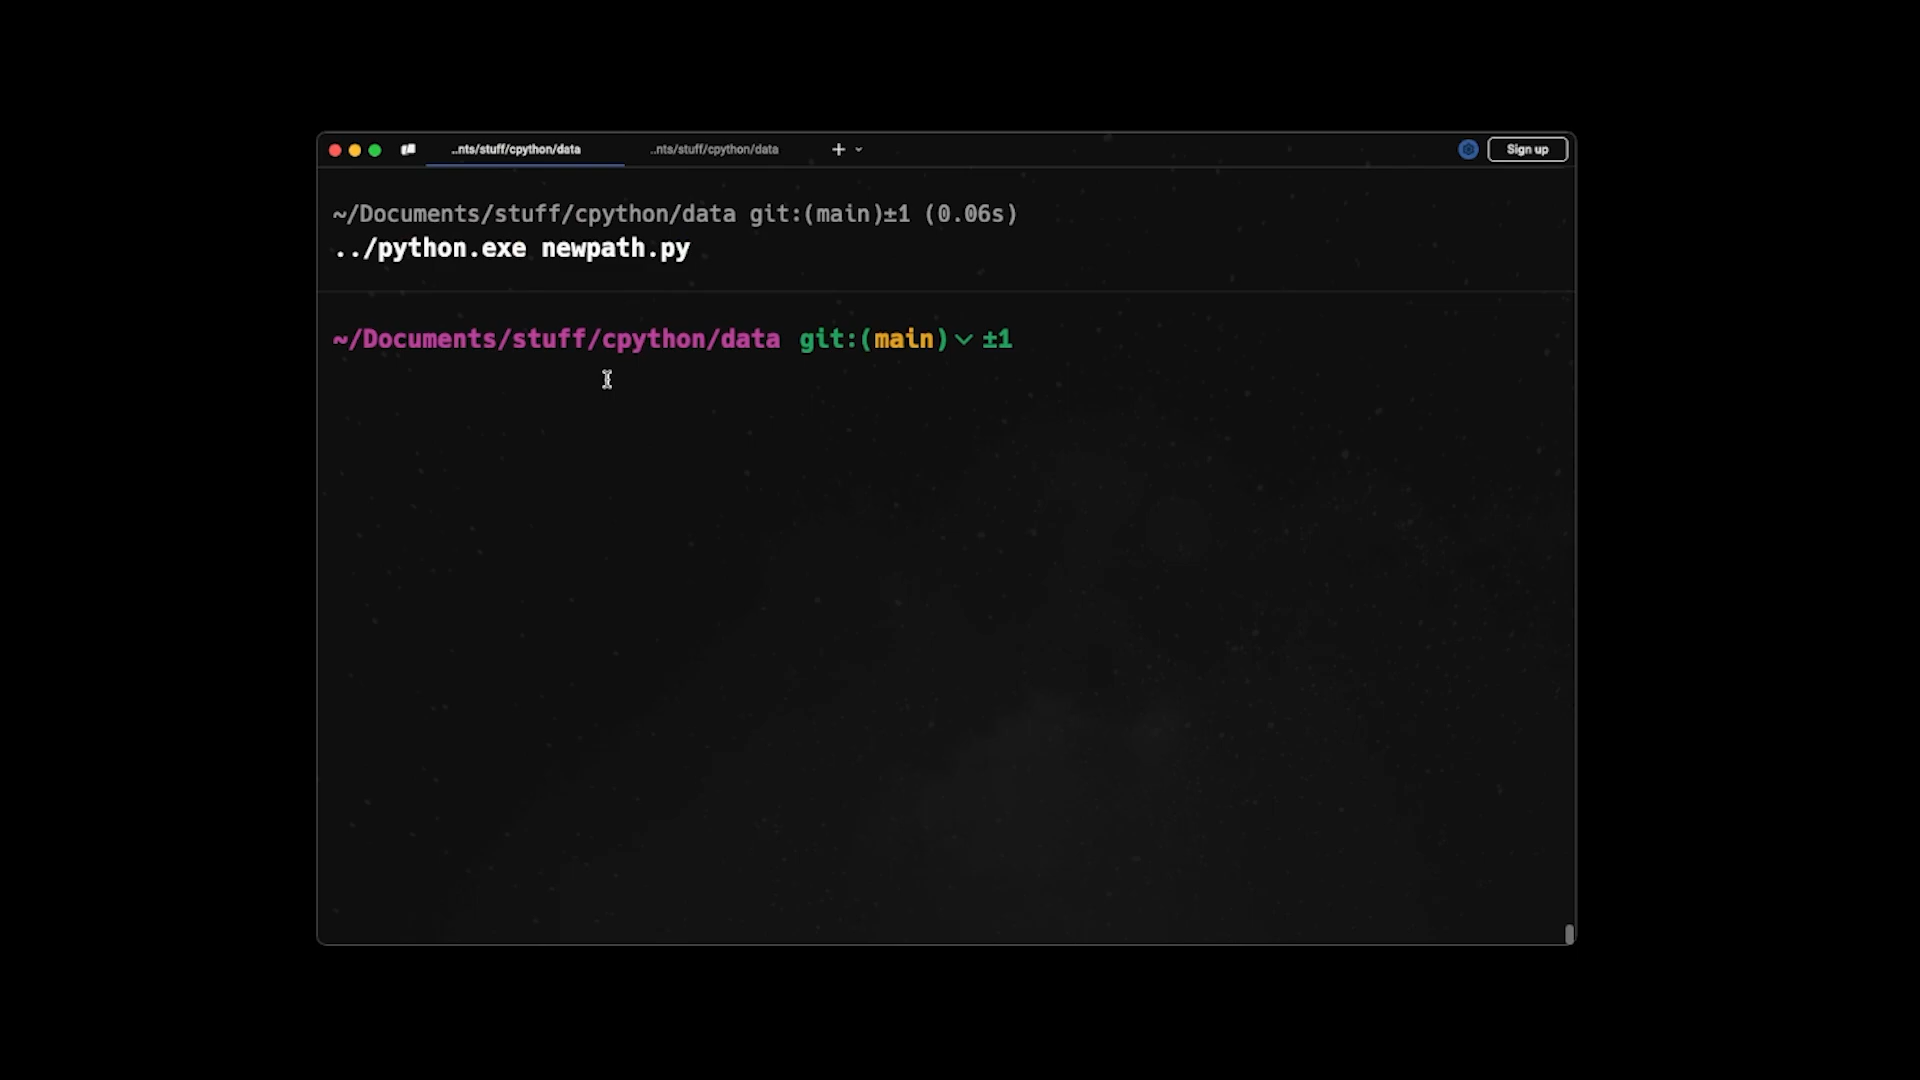 ..nts/stuff/cpython/data
..nts/stuff/cpython/data
Sign up
~/Documents/stuff/cpython/data git:(main)±1 (0.06s)
../python.exe newpath.py
~/Documents/stuff/cpython/data git:(main) ±1